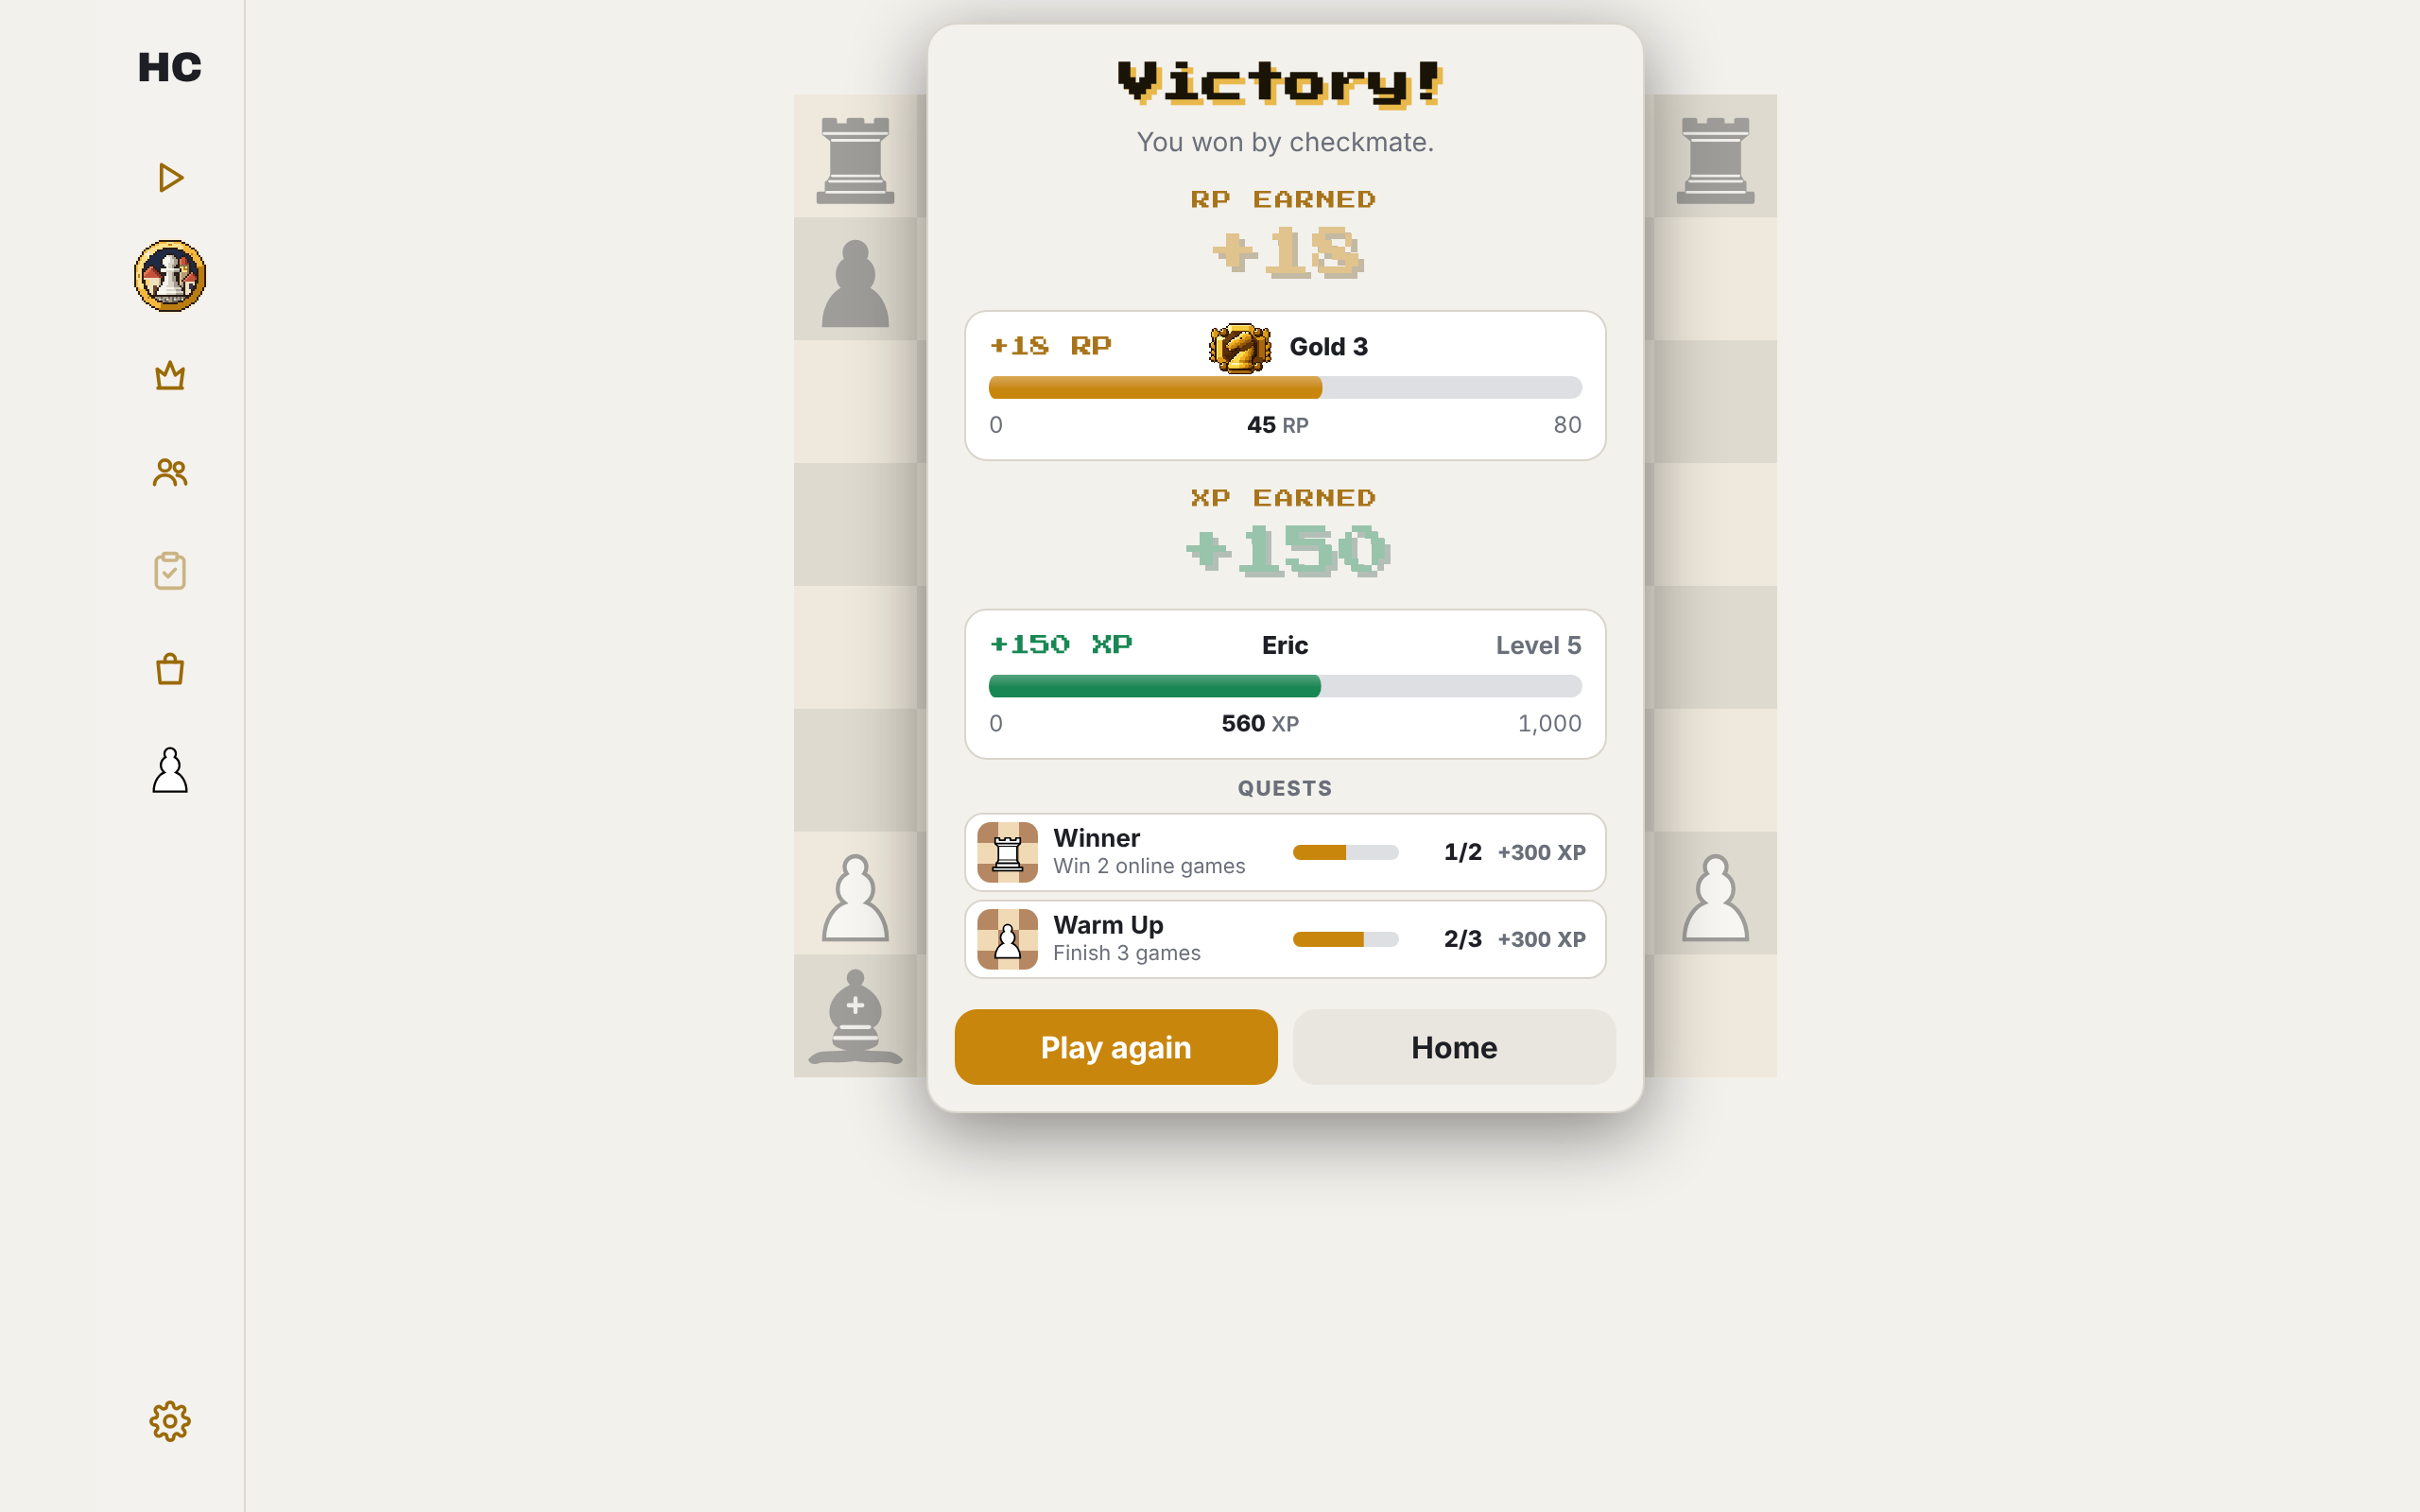 HC
Victory!
You won by checkmate.
RP EARNED
+18
+18 RP
Gold 3
0
45 RP
80
XP EARNED
+150
+150 XP
Eric
Level 5
0
560 XP
1,000
QUESTS
Winner
Win 2 online games
1/2 +300 XP
Warm Up
Finish 3 games
2/3 +300 XP
Play again
Home